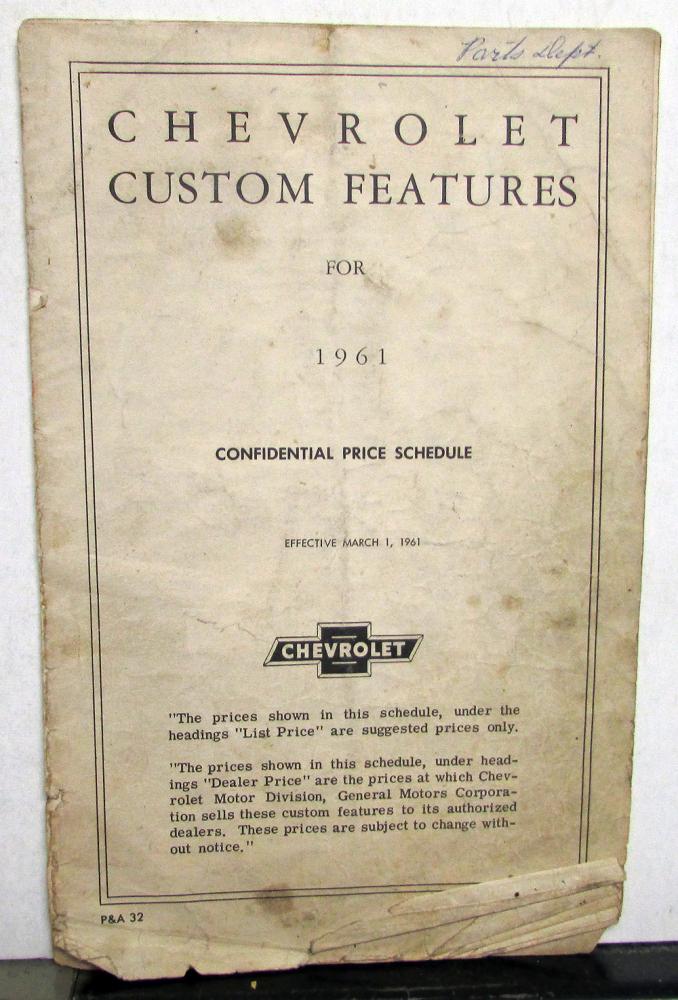 Parts Dept.
CHEVROLET
CUSTOM FEATURES
FOR
1961
CONFIDENTIAL PRICE SCHEDULE
EFFECTIVE MARCH 1, 1961
CHEVROLET
"The prices shown in this schedule, under the
headings "List Price" are suggested prices only.
"The prices shown in this schedule, under head-
ings "Dealer Price" are the prices at which Chev-
rolet Motor Division, General Motors Corpora-
tion sells these custom features to its authorized
dealers. These prices are subject to change with-
out notice."
P&A 32